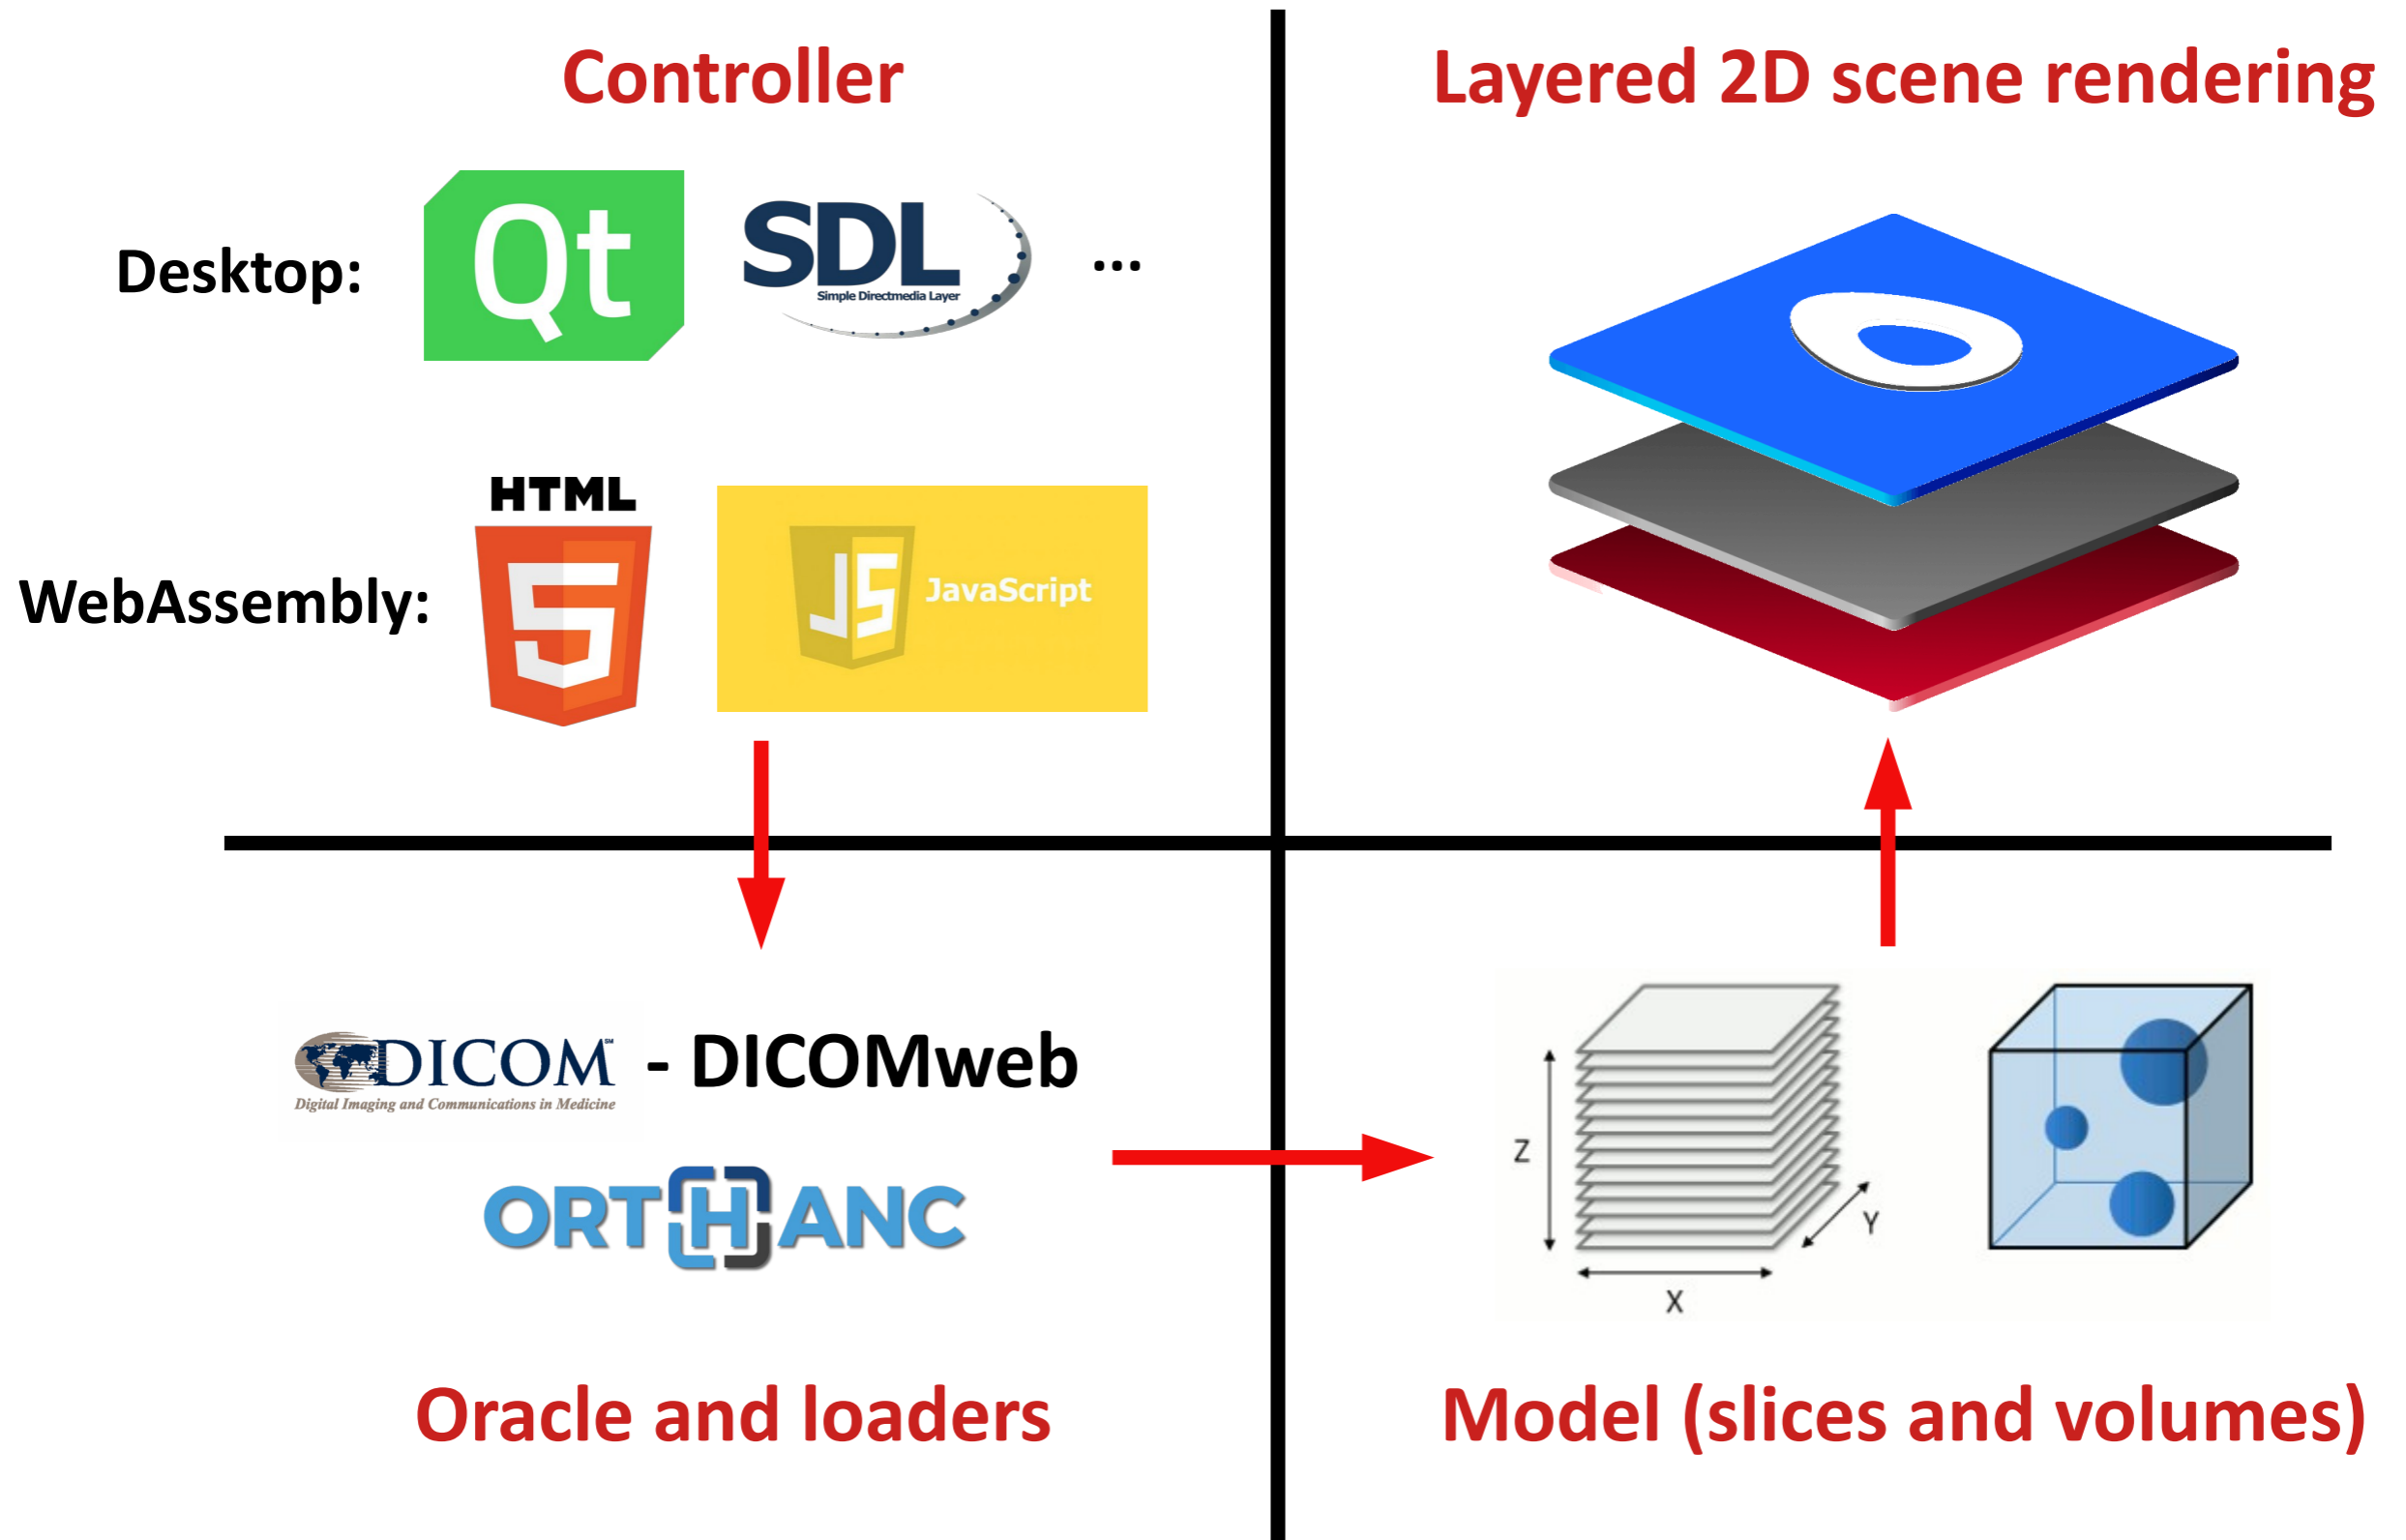 Controller
Desktop:
Qt
SDL
Simple Directmedia Layer
...
WebAssembly:
HTML
5
JS
JavaScript
Layered 2D scene rendering
DICOM℠ - DICOMweb
Digital Imaging and Communications in Medicine
ORTHANC
Oracle and loaders
Z
Y
X
Model (slices and volumes)